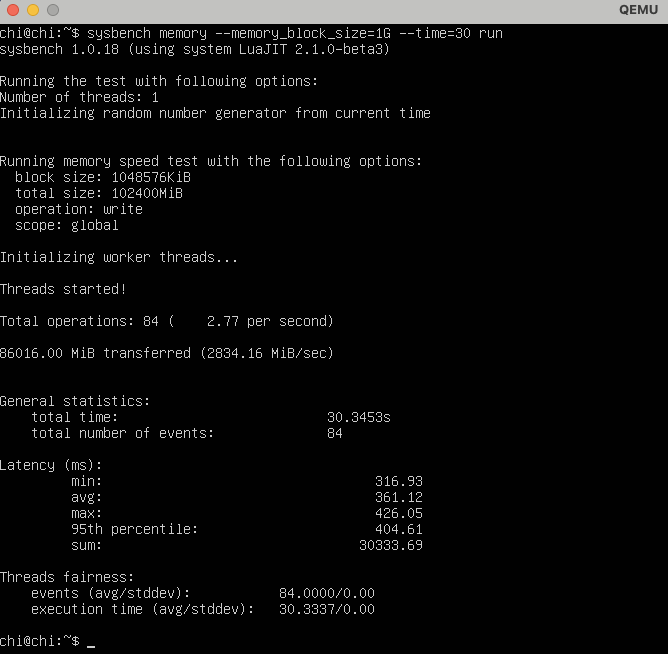 QEMU
chi@chi:~$ sysbench memory --memory_block_size=1G --time=30 run
sysbench 1.0.18 (using system LuaJIT 2.1.0-beta3)
Running the test with following options:
Number of threads: 1
Initializing random number generator from current time
Running memory speed test with the following options:
  block size: 1048576KiB
  total size: 102400MiB
  operation: write
  scope: global
Initializing worker threads...
Threads started!
Total operations: 84 (    2.77 per second)
86016.00 MiB transferred (2834.16 MiB/sec)
General statistics:
    total time:                          30.3453s
    total number of events:              84
Latency (ms):
         min:                                  316.93
         avg:                                  361.12
         max:                                  426.05
         95th percentile:                      404.61
         sum:                                30333.69
Threads fairness:
    events (avg/stddev):           84.0000/0.00
    execution time (avg/stddev):   30.3337/0.00
chi@chi:~$ _